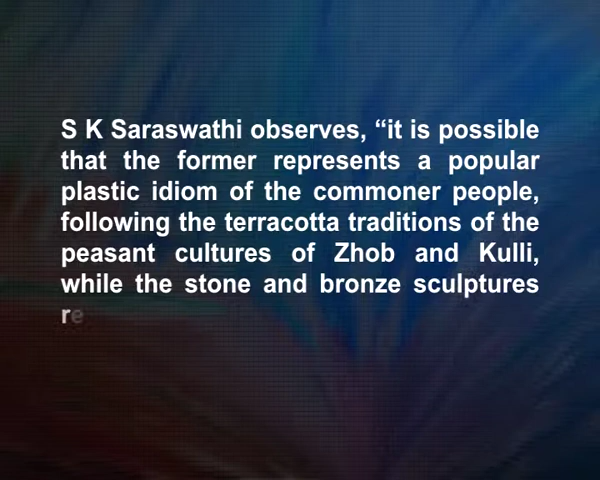 S K Saraswathi observes, “it is possible
that the former represents a popular
plastic idiom of the commoner people,
following the terracotta traditions of the
peasant cultures of Zhob and Kulli,
while the stone and bronze sculptures
re